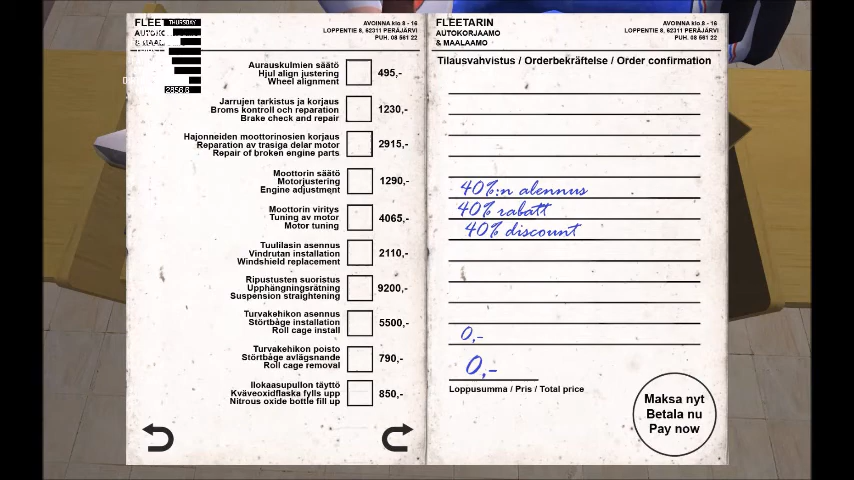 THURSDAY
2356.8
AVOINNA klo 8 - 16
LOPPENTIE 8, 62311 PERÄJÄRVI
PUH. 08 561 22
Aurauskulmien säätö
Hjul align justering
Wheel alignment
495,-
Jarrujen tarkistus ja korjaus
Broms kontroll och reparation
Brake check and repair
1230,-
Hajonneiden moottorinosien korjaus
Reparation av trasiga delar motor
Repair of broken engine parts
2915,-
Moottorin säätö
Motorjustering
Engine adjustment
1290,-
Moottorin viritys
Tuning av motor
Motor tuning
4065,-
Tuulilasin asennus
Vindrutan installation
Windshield replacement
2110,-
Ripustusten suoristus
Upphängningsrätning
Suspension straightening
9200,-
Turvakehikon asennus
Störtbåge installation
Roll cage install
5500,-
Turvakehikon poisto
Störtbåge avlägsnande
Roll cage removal
790,-
Ilokaasupullon täyttö
Kväveoxidflaska fylls upp
Nitrous oxide bottle fill up
850,-
FLEETARIN
AUTOKORJAAMO
& MAALAAMO
AVOINNA klo 8 - 16
LOPPENTIE 8, 62311 PERÄJÄRVI
PUH. 08 561 22
Tilausvahvistus / Orderbekräftelse / Order confirmation
40%:n alennus
40% rabatt
40% discount
0,-
0,-
Loppusumma / Pris / Total price
Maksa nyt
Betala nu
Pay now